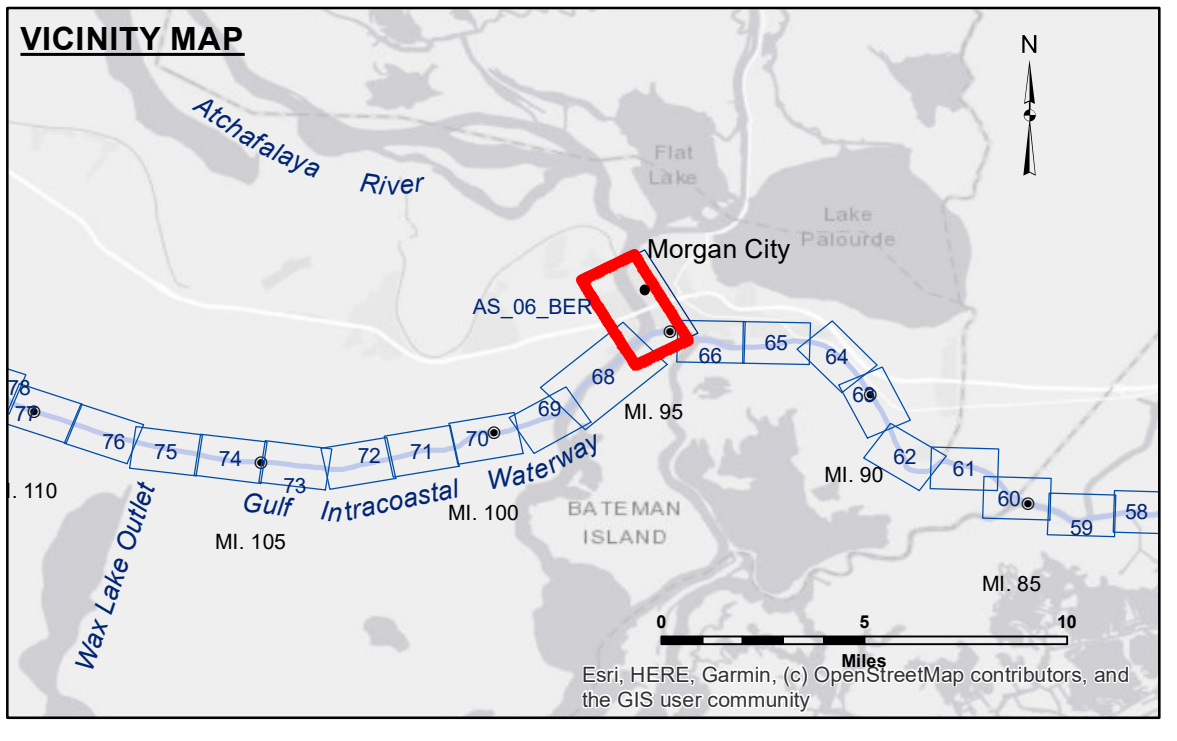 VICINITY MAP
N
Atchafalaya
River
Flat
Lake
Lake
Palourde
Morgan City
AS_06_BER
66
65
64
63
62
61
60
59
58
68
69
70
71
72
73
74
75
76
77
78
MI. 95
MI. 90
MI. 85
MI. 100
MI. 105
I. 110
Gulf Intracoastal Waterway
Wax Lake Outlet
BATEMAN
ISLAND
0 5 10
Miles
Esri, HERE, Garmin, (c) OpenStreetMap contributors, and
the GIS user community